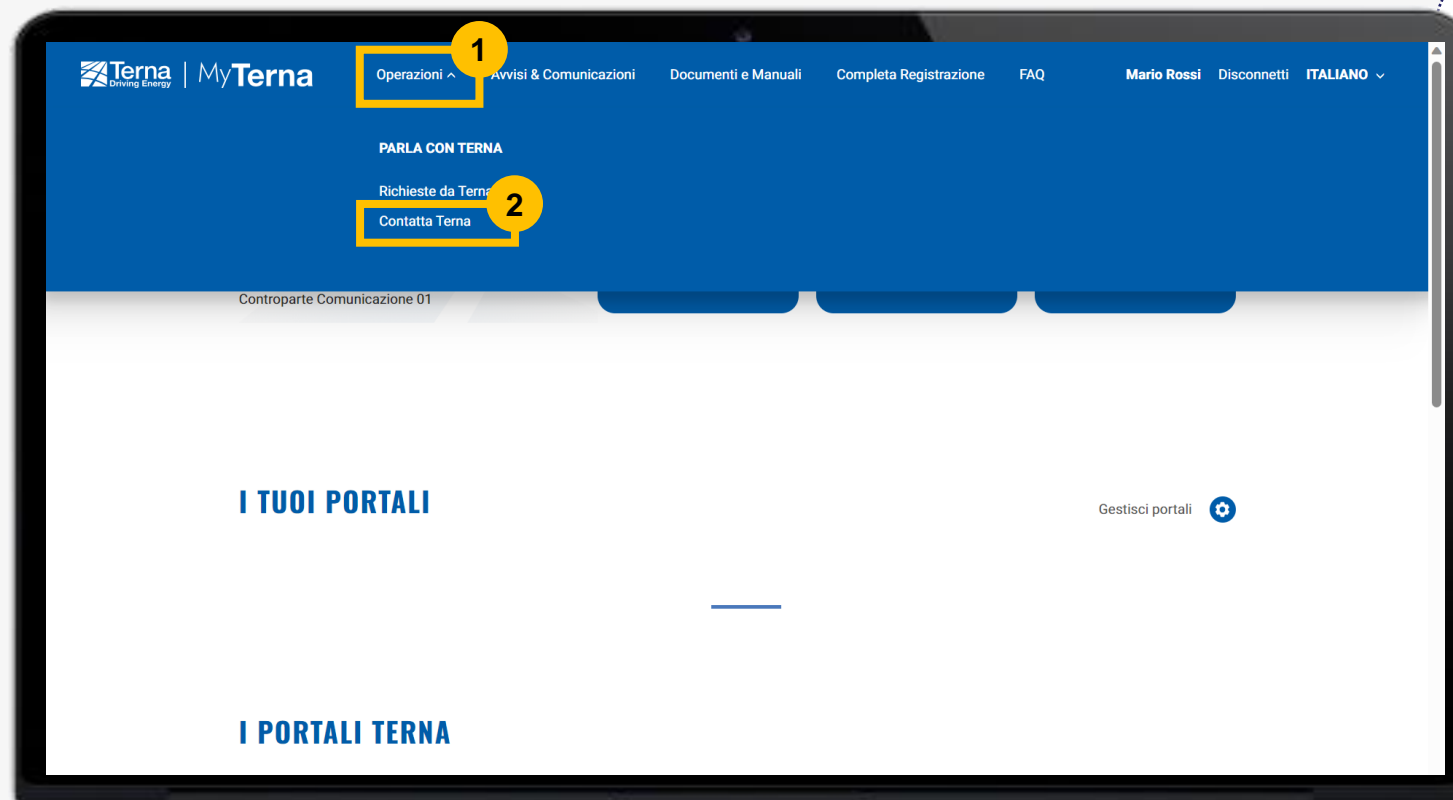 Terna
Driving Energy
MyTerna
Operazioni
1
Avvisi & Comunicazioni
Documenti e Manuali
Completa Registrazione
FAQ
Mario Rossi
Disconnetti
ITALIANO
PARLA CON TERNA
Richieste da Terna
2
Contatta Terna
Controparte Comunicazione 01
I TUOI PORTALI
Gestisci portali
I PORTALI TERNA